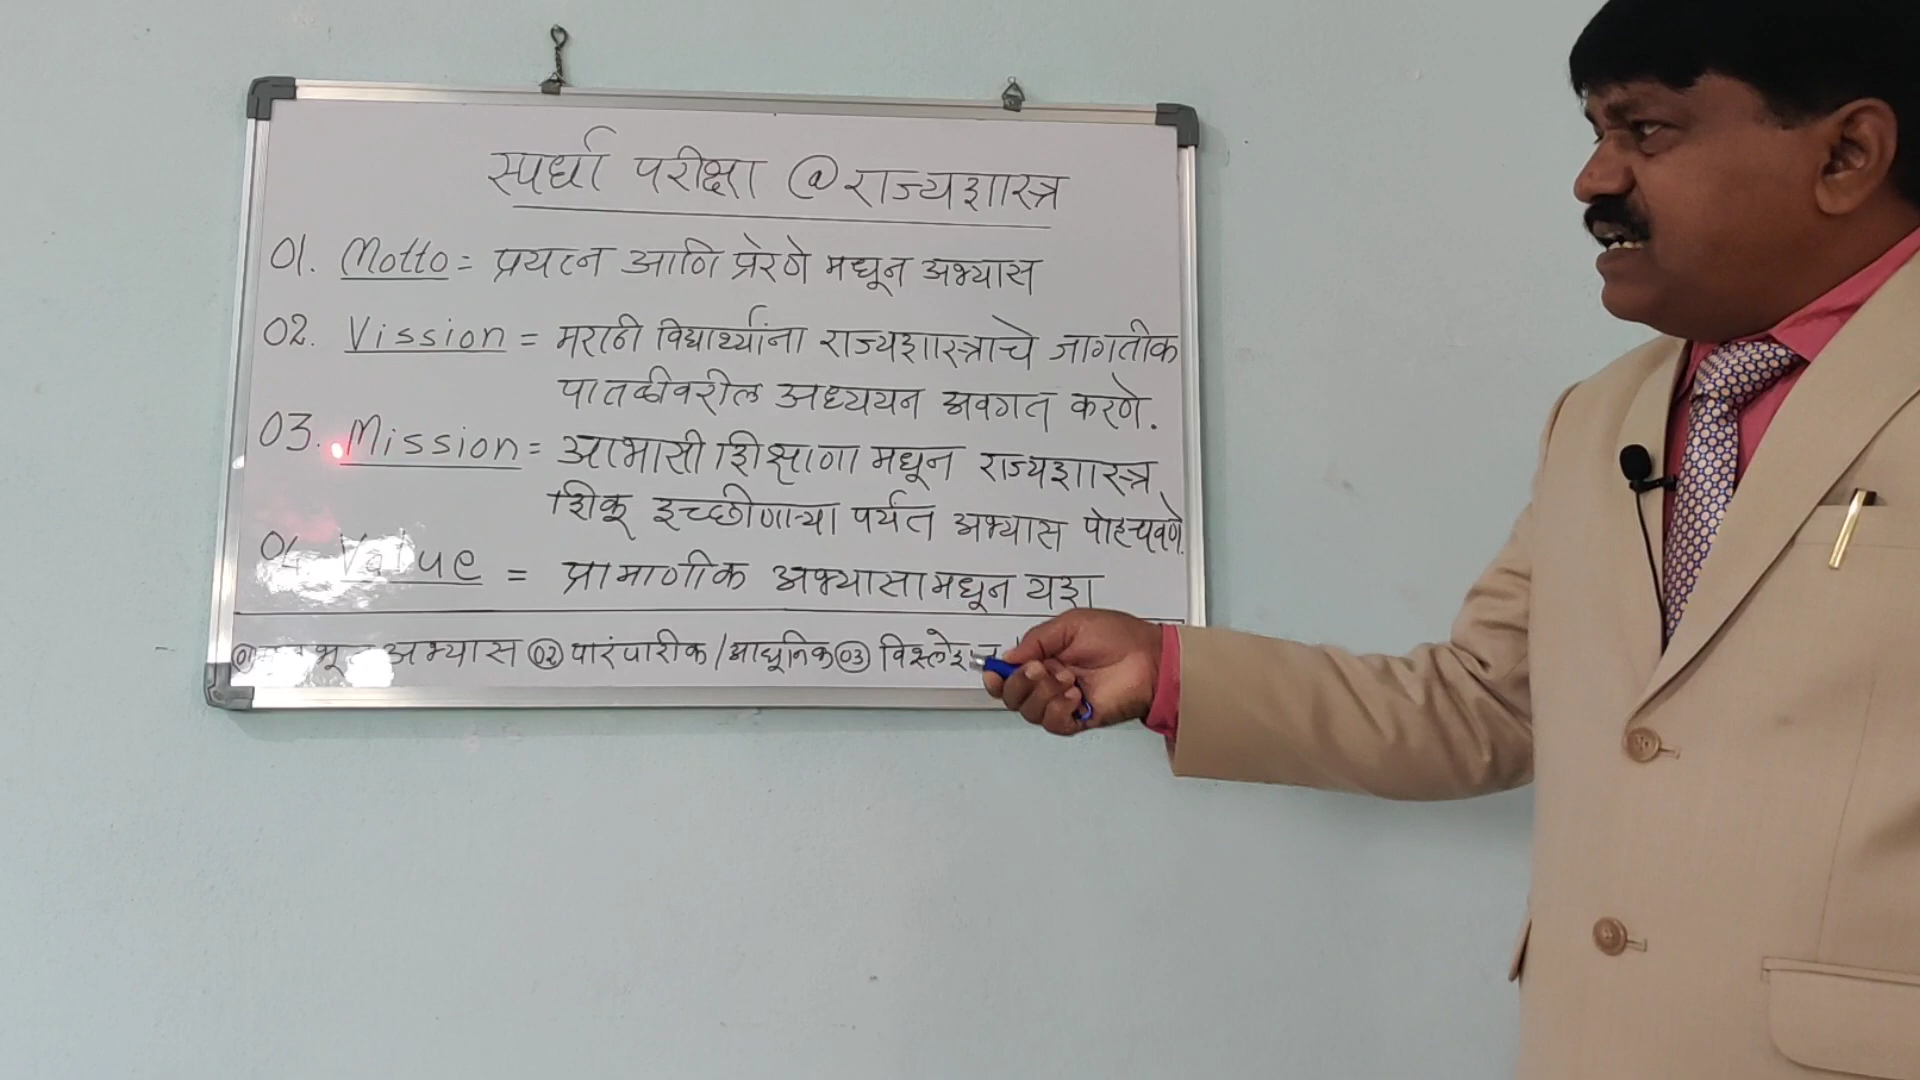 स्पर्धा परीक्षा @ राज्यशास्त्र
01. Motto = प्रयत्न आणि प्रेरणे मधून अभ्यास
02. Vission = मराठी विद्यार्थ्यांना राज्यशास्त्राचे जागतीक
पातळीवरील अध्ययन अवगत करणे.
03. Mission = आभासी शिक्षाणा मधून राज्यशास्त्र
शिकू इच्छीणाऱ्या पर्यंत अभ्यास पोहचवणे.
04. Value = प्रामाणीक अभ्यासामधून यश
01 अभ्यास 02 पारंपारीक / आधूनिक 03